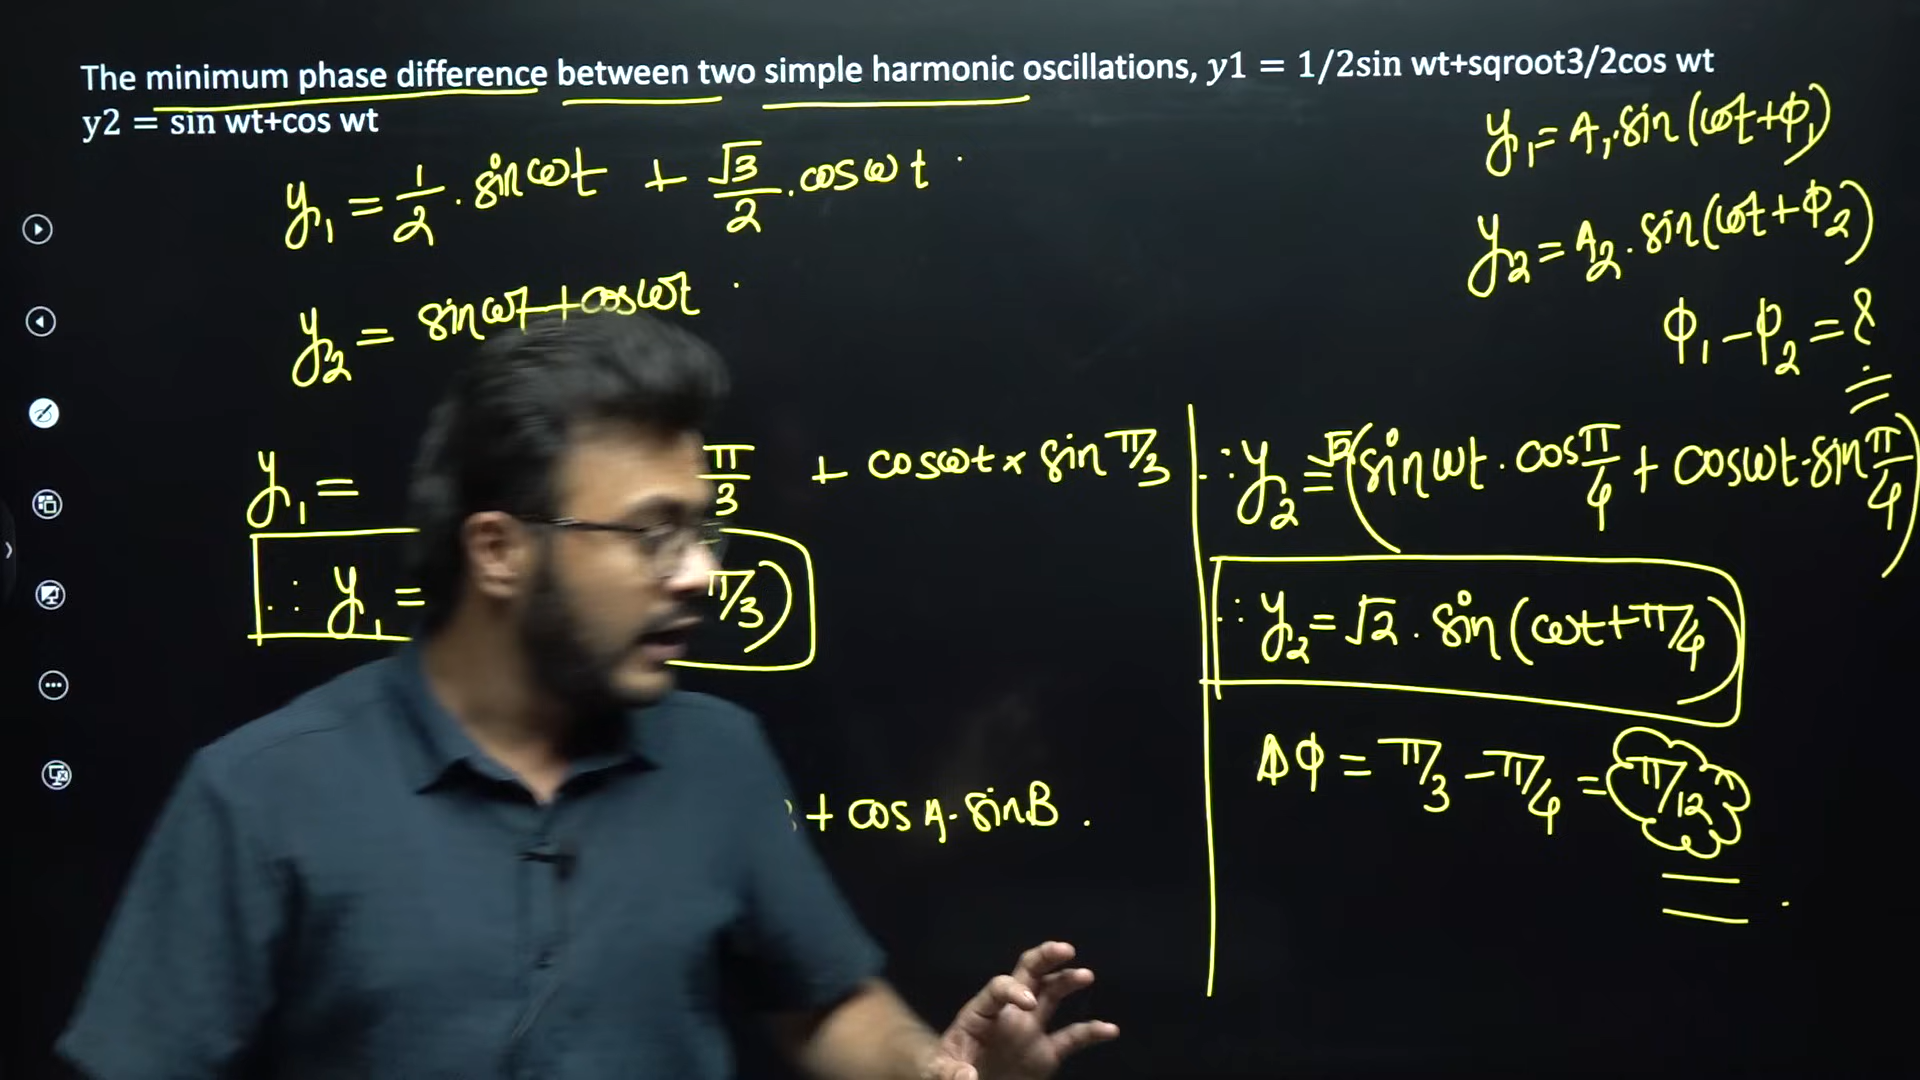 The minimum phase difference between two simple harmonic oscillations, y1 = 1/2sin wt+sqroot3/2cos wt
y2 = sin wt+cos wt
y₁ = 1/2 . sinωt + √3/2 . cosωt
y₂ = sinωt + cosωt
y₁ = A₁.sin(ωt+ϕ₁)
y₂ = A₂.sin(ωt+ϕ₂)
ϕ₁ - ϕ₂ = ?
y₁ = π/3 + cosωt × sin π/3
∴ y₁ = π/3)
+ cos A . sin B .
∴ y₂ = √2(sinωt . cos π/4 + cosωt . sin π/4)
∴ y₂ = √2 . sin(ωt+π/4)
Δϕ = π/3 - π/4 = π/12